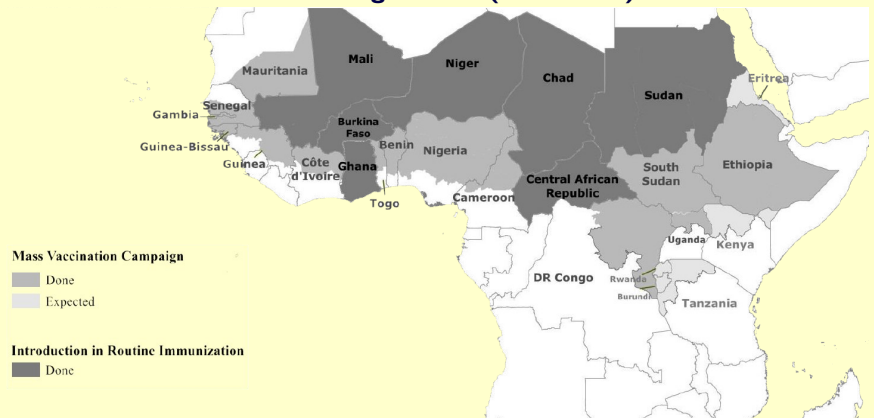 Mali
Niger
Chad
Sudan
Mauritania
Eritrea
Senegal
Gambia
Burkina
Faso
Guinea-Bissau
Benin
Nigeria
Guinea
Côte
d'Ivoire
Ghana
South
Sudan
Ethiopia
Central African
Republic
Togo
Cameroon
Uganda
Kenya
Mass Vaccination Campaign
Done
Expected
DR Congo
Rwanda
Burundi
Tanzania
Introduction in Routine Immunization
Done